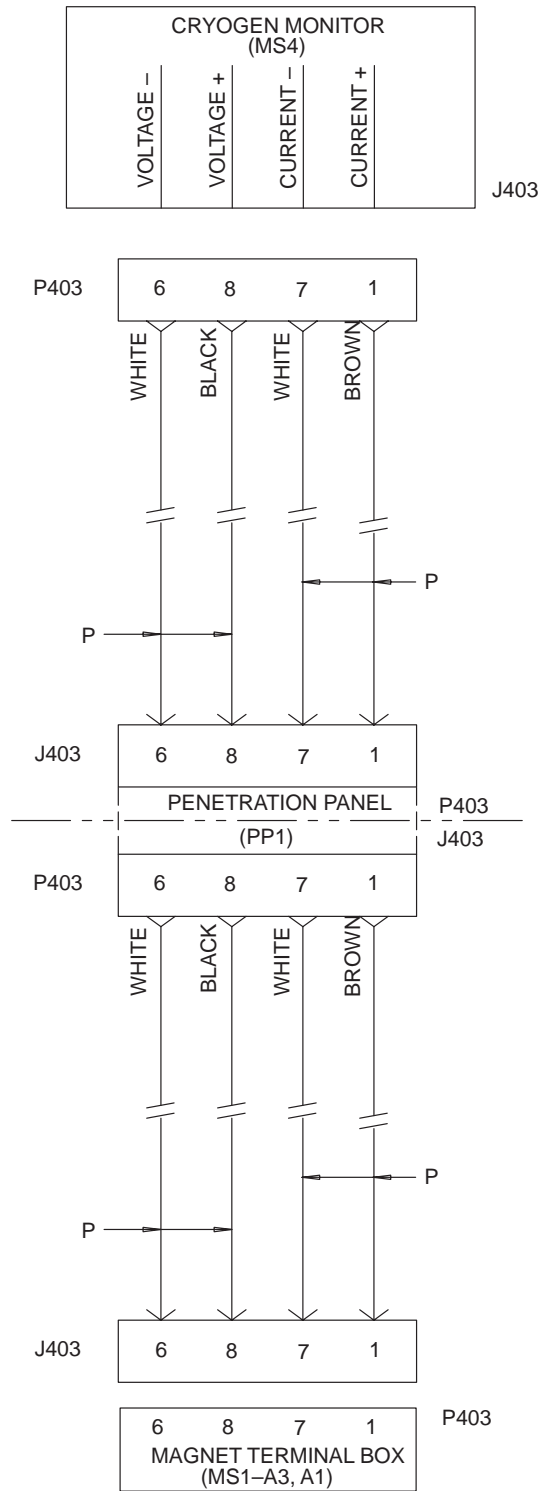 CRYOGEN MONITOR
(MS4)
VOLTAGE –
VOLTAGE +
CURRENT –
CURRENT +
J403
P403
6 8 7 1
WHITE
BLACK
WHITE
BROWN
P
P
J403
6 8 7 1
PENETRATION PANEL
P403
(PP1)
J403
P403
6 8 7 1
WHITE
BLACK
WHITE
BROWN
P
P
J403
6 8 7 1
6 8 7 1
P403
MAGNET TERMINAL BOX
(MS1–A3, A1)